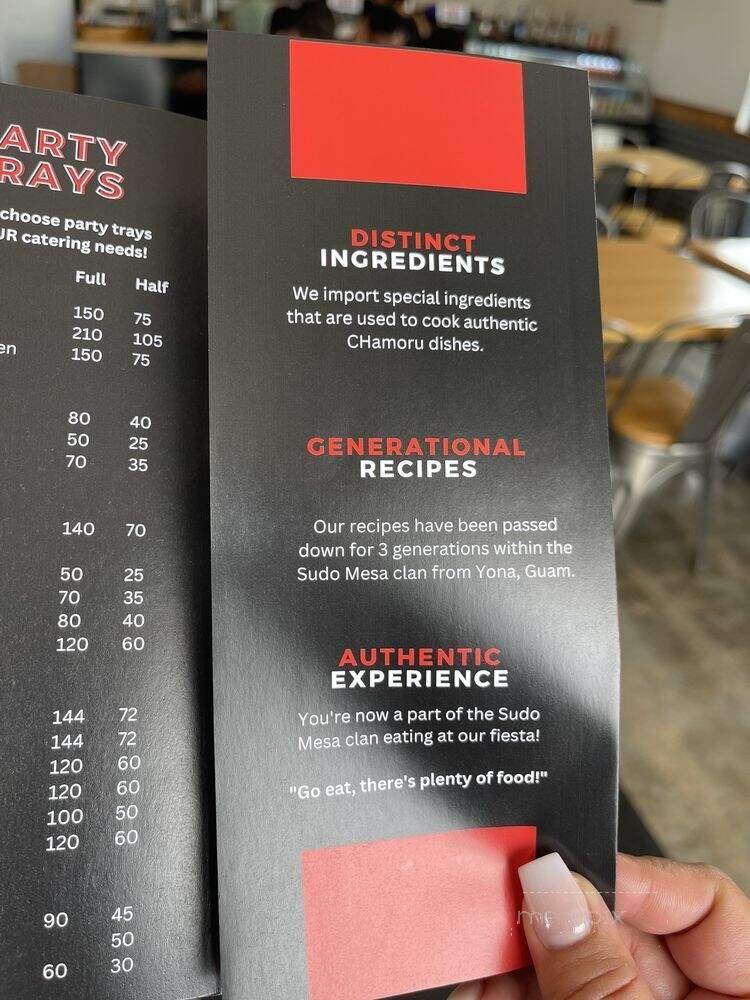 ARTY
RAYS
choose party trays
UR catering needs!
Full Half
150 75
210 105
en 150 75
80 40
50 25
70 35
140 70
50 25
70 35
80 40
120 60
144 72
144 72
120 60
120 60
100 50
120 60
90 45
50
60 30
DISTINCT
INGREDIENTS
We import special ingredients
that are used to cook authentic
CHamoru dishes.
GENERATIONAL
RECIPES
Our recipes have been passed
down for 3 generations within the
Sudo Mesa clan from Yona, Guam.
AUTHENTIC
EXPERIENCE
You're now a part of the Sudo
Mesa clan eating at our fiesta!
"Go eat, there's plenty of food!"